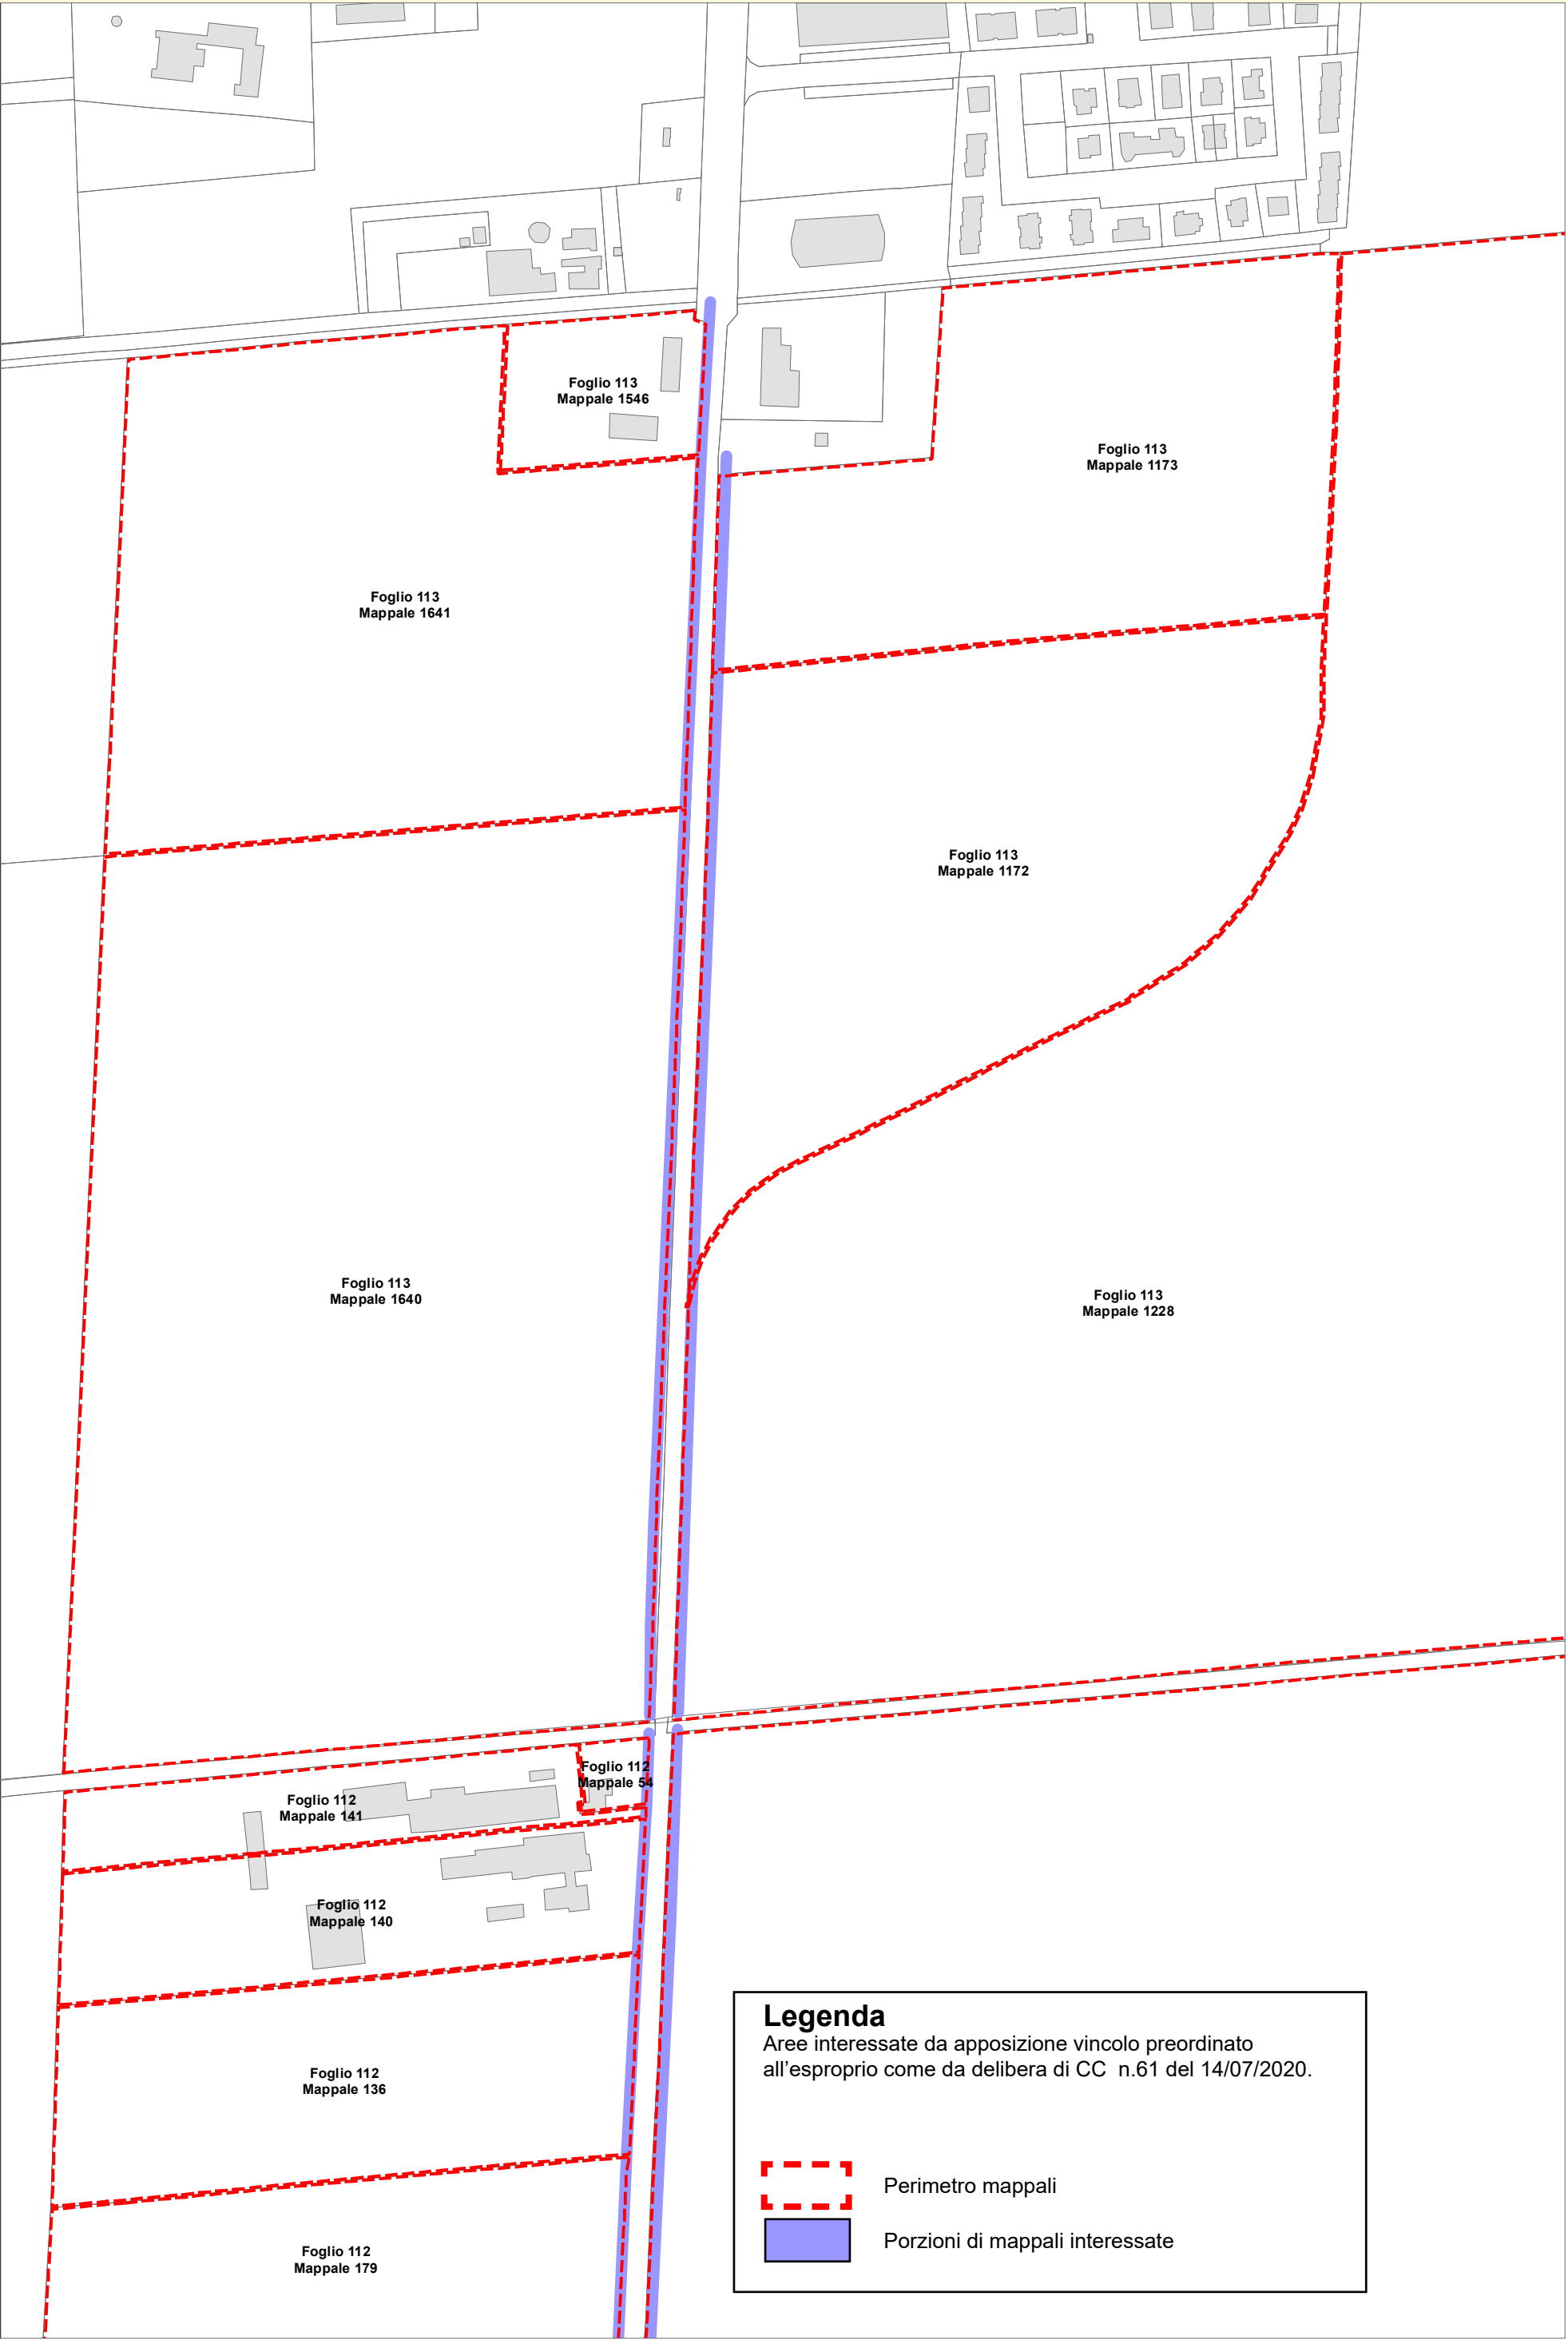 Foglio 113
Mappale 1546
Foglio 113
Mappale 1173
Foglio 113
Mappale 1641
Foglio 113
Mappale 1172
Foglio 113
Mappale 1640
Foglio 113
Mappale 1228
Foglio 112
Mappale 54
Foglio 112
Mappale 141
Foglio 112
Mappale 140
Foglio 112
Mappale 136
Foglio 112
Mappale 179
Legenda
Aree interessate da apposizione vincolo preordinato
all'esproprio come da delibera di CC n.61 del 14/07/2020.
Perimetro mappali
Porzioni di mappali interessate